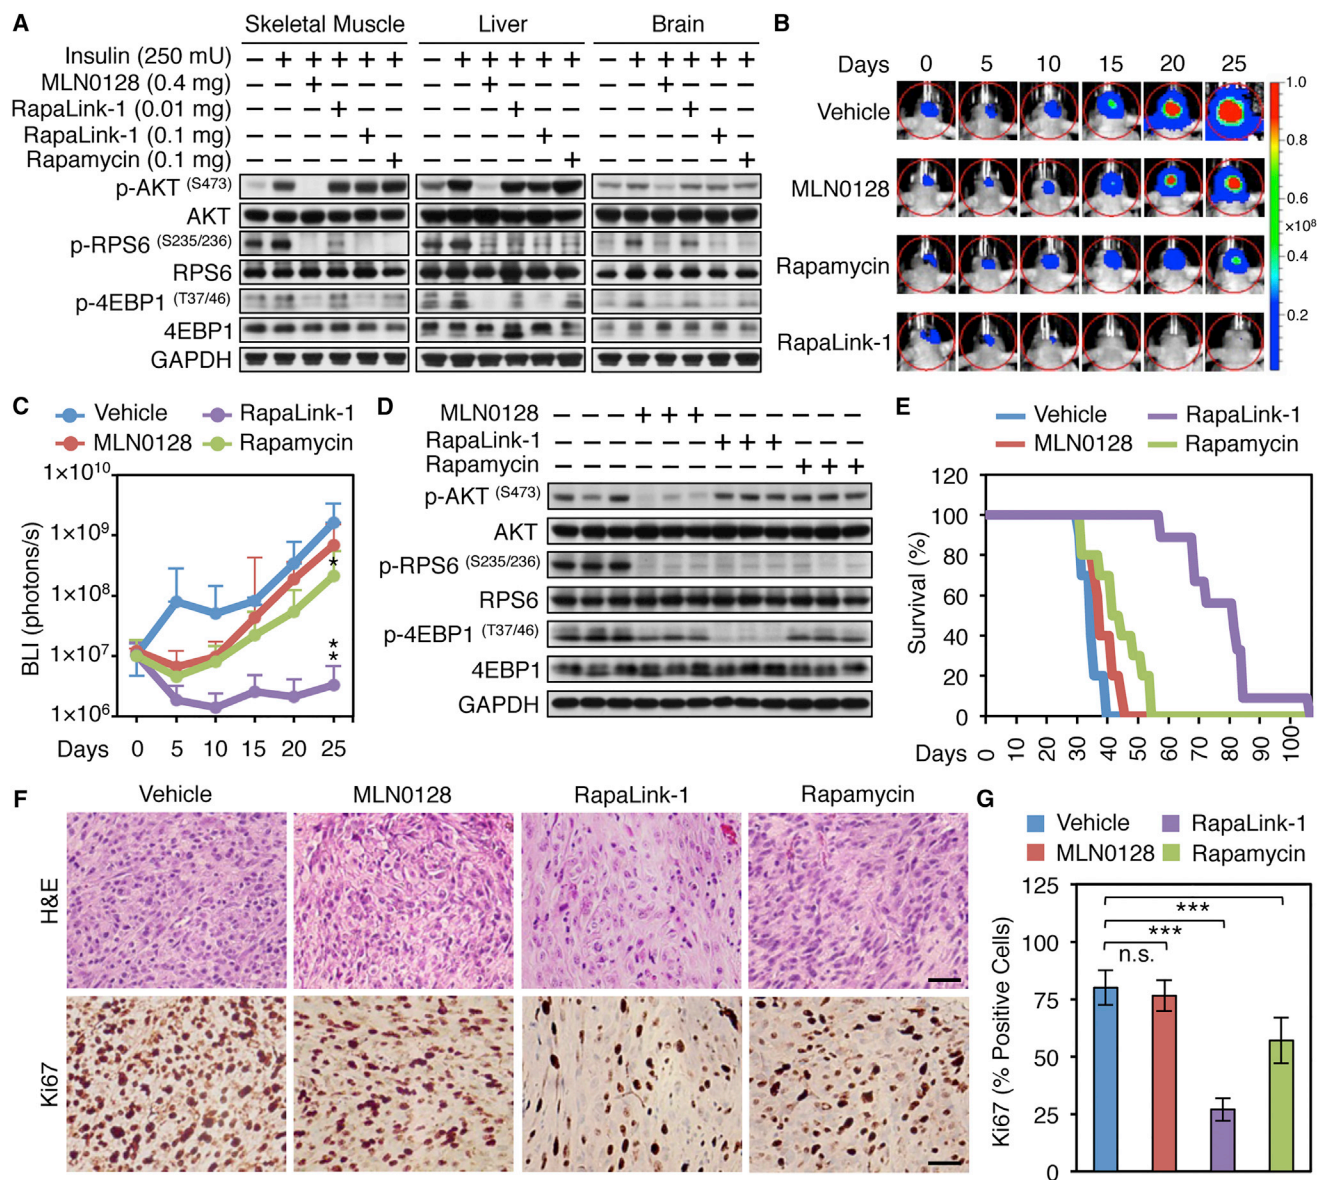 A
Skeletal Muscle Liver Brain
Insulin (250 mU) − + + + + + − + + + + + − + + + + +
MLN0128 (0.4 mg) − − + − − − − − + − − − − − + − − −
RapaLink-1 (0.01 mg) − − − + − − − − − + − − − − − + − −
RapaLink-1 (0.1 mg) − − − − + − − − − − + − − − − − + −
Rapamycin (0.1 mg) − − − − − + − − − − − + − − − − − +
p-AKT (S473)
AKT
p-RPS6 (S235/236)
RPS6
p-4EBP1 (T37/46)
4EBP1
GAPDH
B
Days 0 5 10 15 20 25
Vehicle
MLN0128
Rapamycin
RapaLink-1
1.0
0.8
0.6
×10⁸
0.4
0.2
C
Vehicle RapaLink-1
MLN0128 Rapamycin
BLI (photons/s)
1×10¹⁰
1×10⁹
1×10⁸
1×10⁷
1×10⁶
*
*
*
Days 0 5 10 15 20 25
D
MLN0128 − − − + + + − − − − − −
RapaLink-1 − − − − − − + + + − − −
Rapamycin − − − − − − − − − + + +
p-AKT (S473)
AKT
p-RPS6 (S235/236)
RPS6
p-4EBP1 (T37/46)
4EBP1
GAPDH
E
Vehicle RapaLink-1
MLN0128 Rapamycin
Survival (%)
120
100
80
60
40
20
0
Days 0 10 20 30 40 50 60 70 80 90 100
F
Vehicle MLN0128 RapaLink-1 Rapamycin
H&E
Ki67
G
Vehicle RapaLink-1
MLN0128 Rapamycin
Ki67 (% Positive Cells)
125
100
75
50
25
0
***
***
n.s.